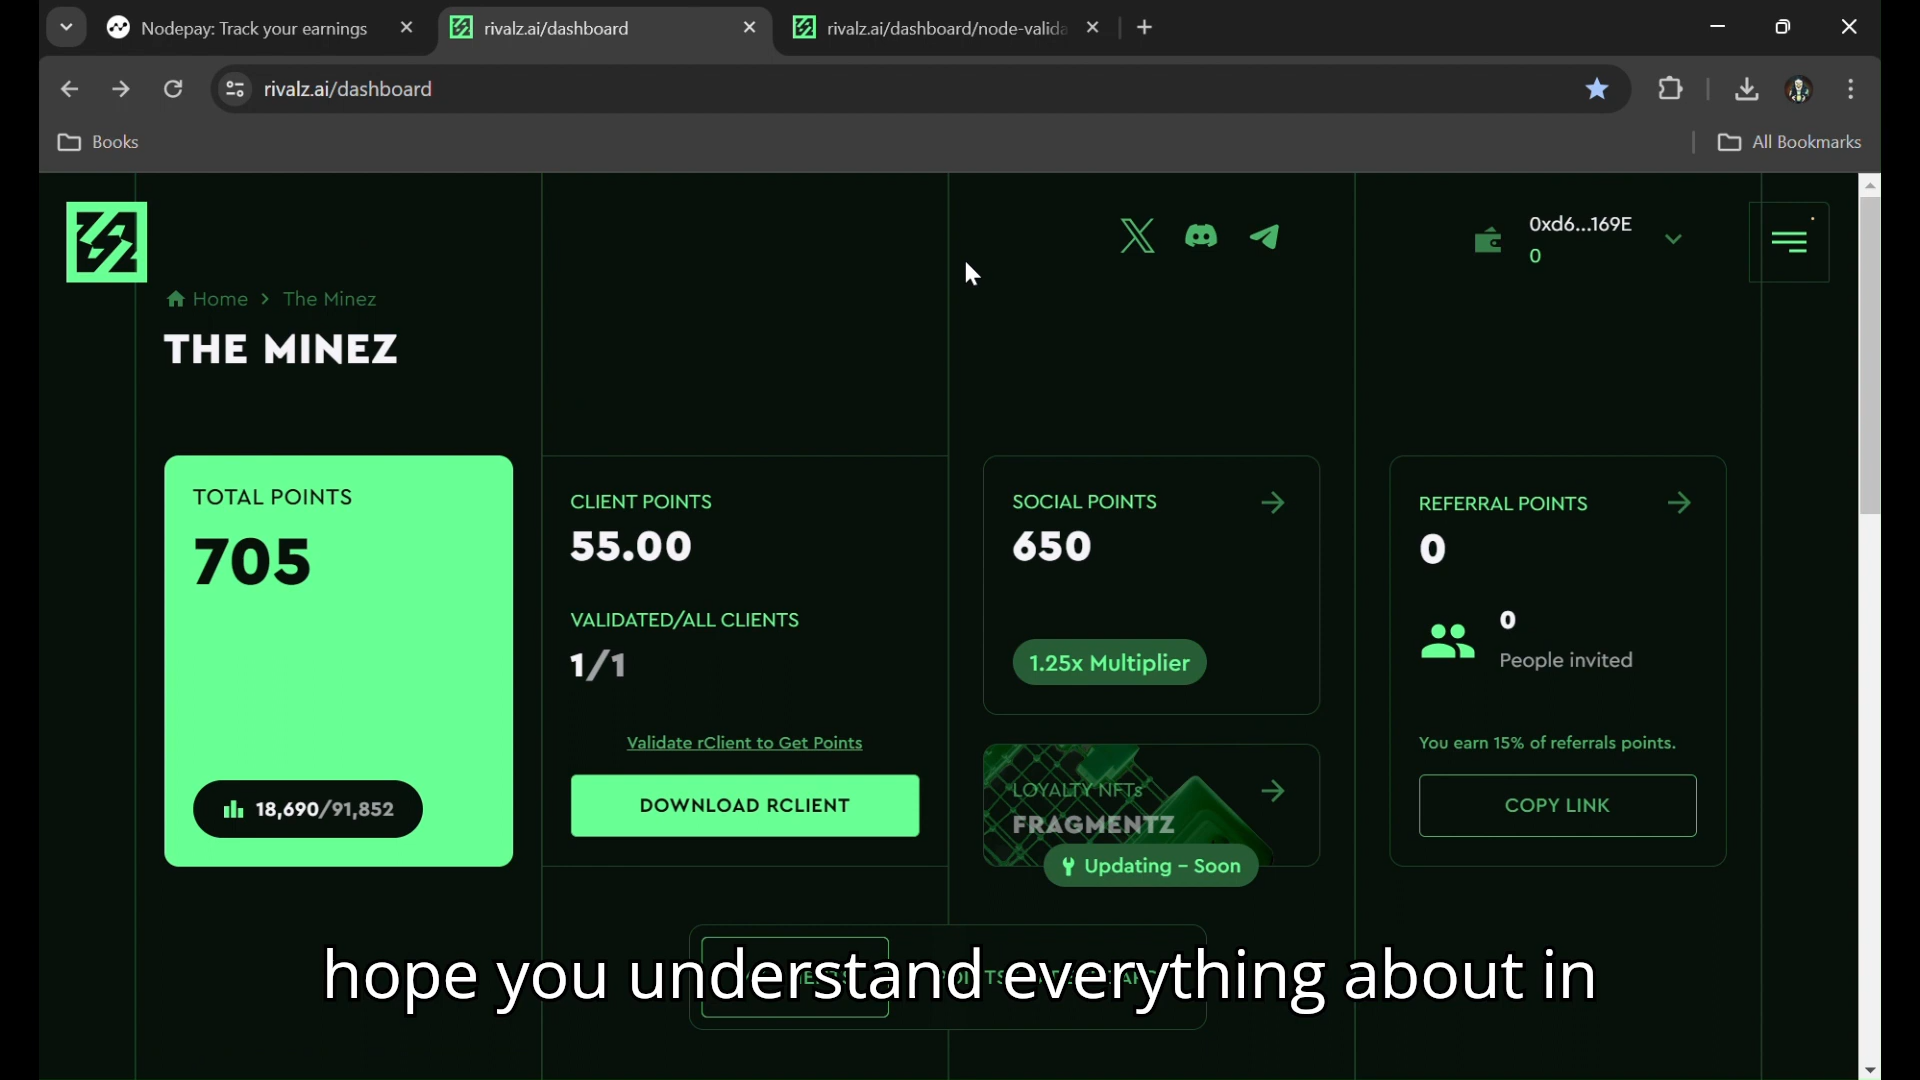 Nodepay: Track your earnings
rivalz.ai/dashboard
rivalz.ai/dashboard/node-valida
rivalz.ai/dashboard
Books
All Bookmarks
0xd6...169E
0
Home > The Minez
THE MINEZ
TOTAL POINTS
705
18,690/91,852
CLIENT POINTS
55.00
VALIDATED/ALL CLIENTS
1/1
Validate rClient to Get Points
DOWNLOAD RCLIENT
SOCIAL POINTS
650
1.25x Multiplier
LOYALTY NFTs
FRAGMENTZ
Updating – Soon
REFERRAL POINTS
0
0
People invited
You earn 15% of referrals points.
COPY LINK
hope you understand everything about in